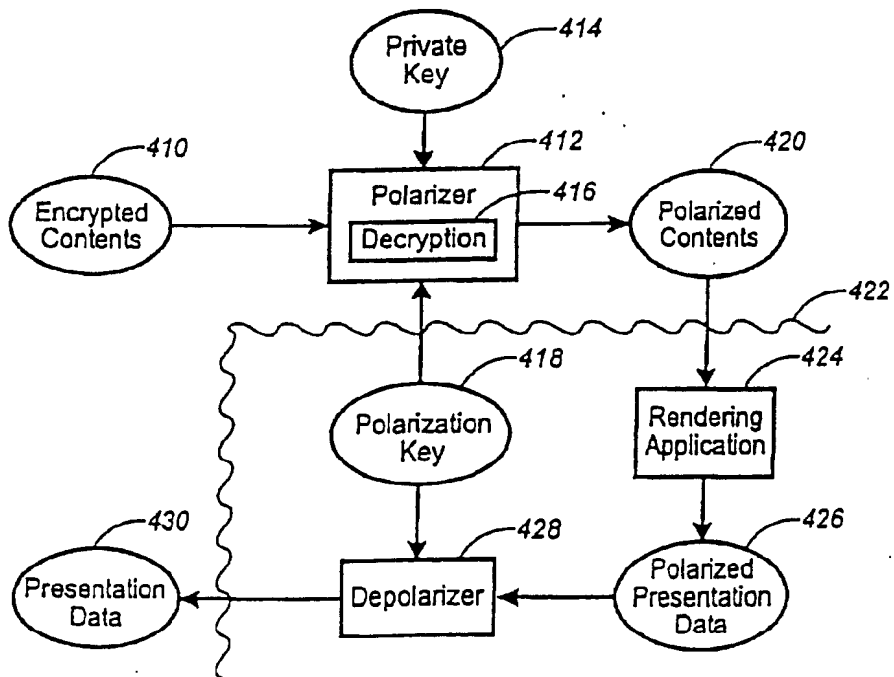 Private
Key
414
410
412
420
Encrypted
Contents
Polarizer
416
Decryption
Polarized
Contents
422
418
424
Polarization
Key
Rendering
Application
430
428
426
Presentation
Data
Depolarizer
Polarized
Presentation
Data